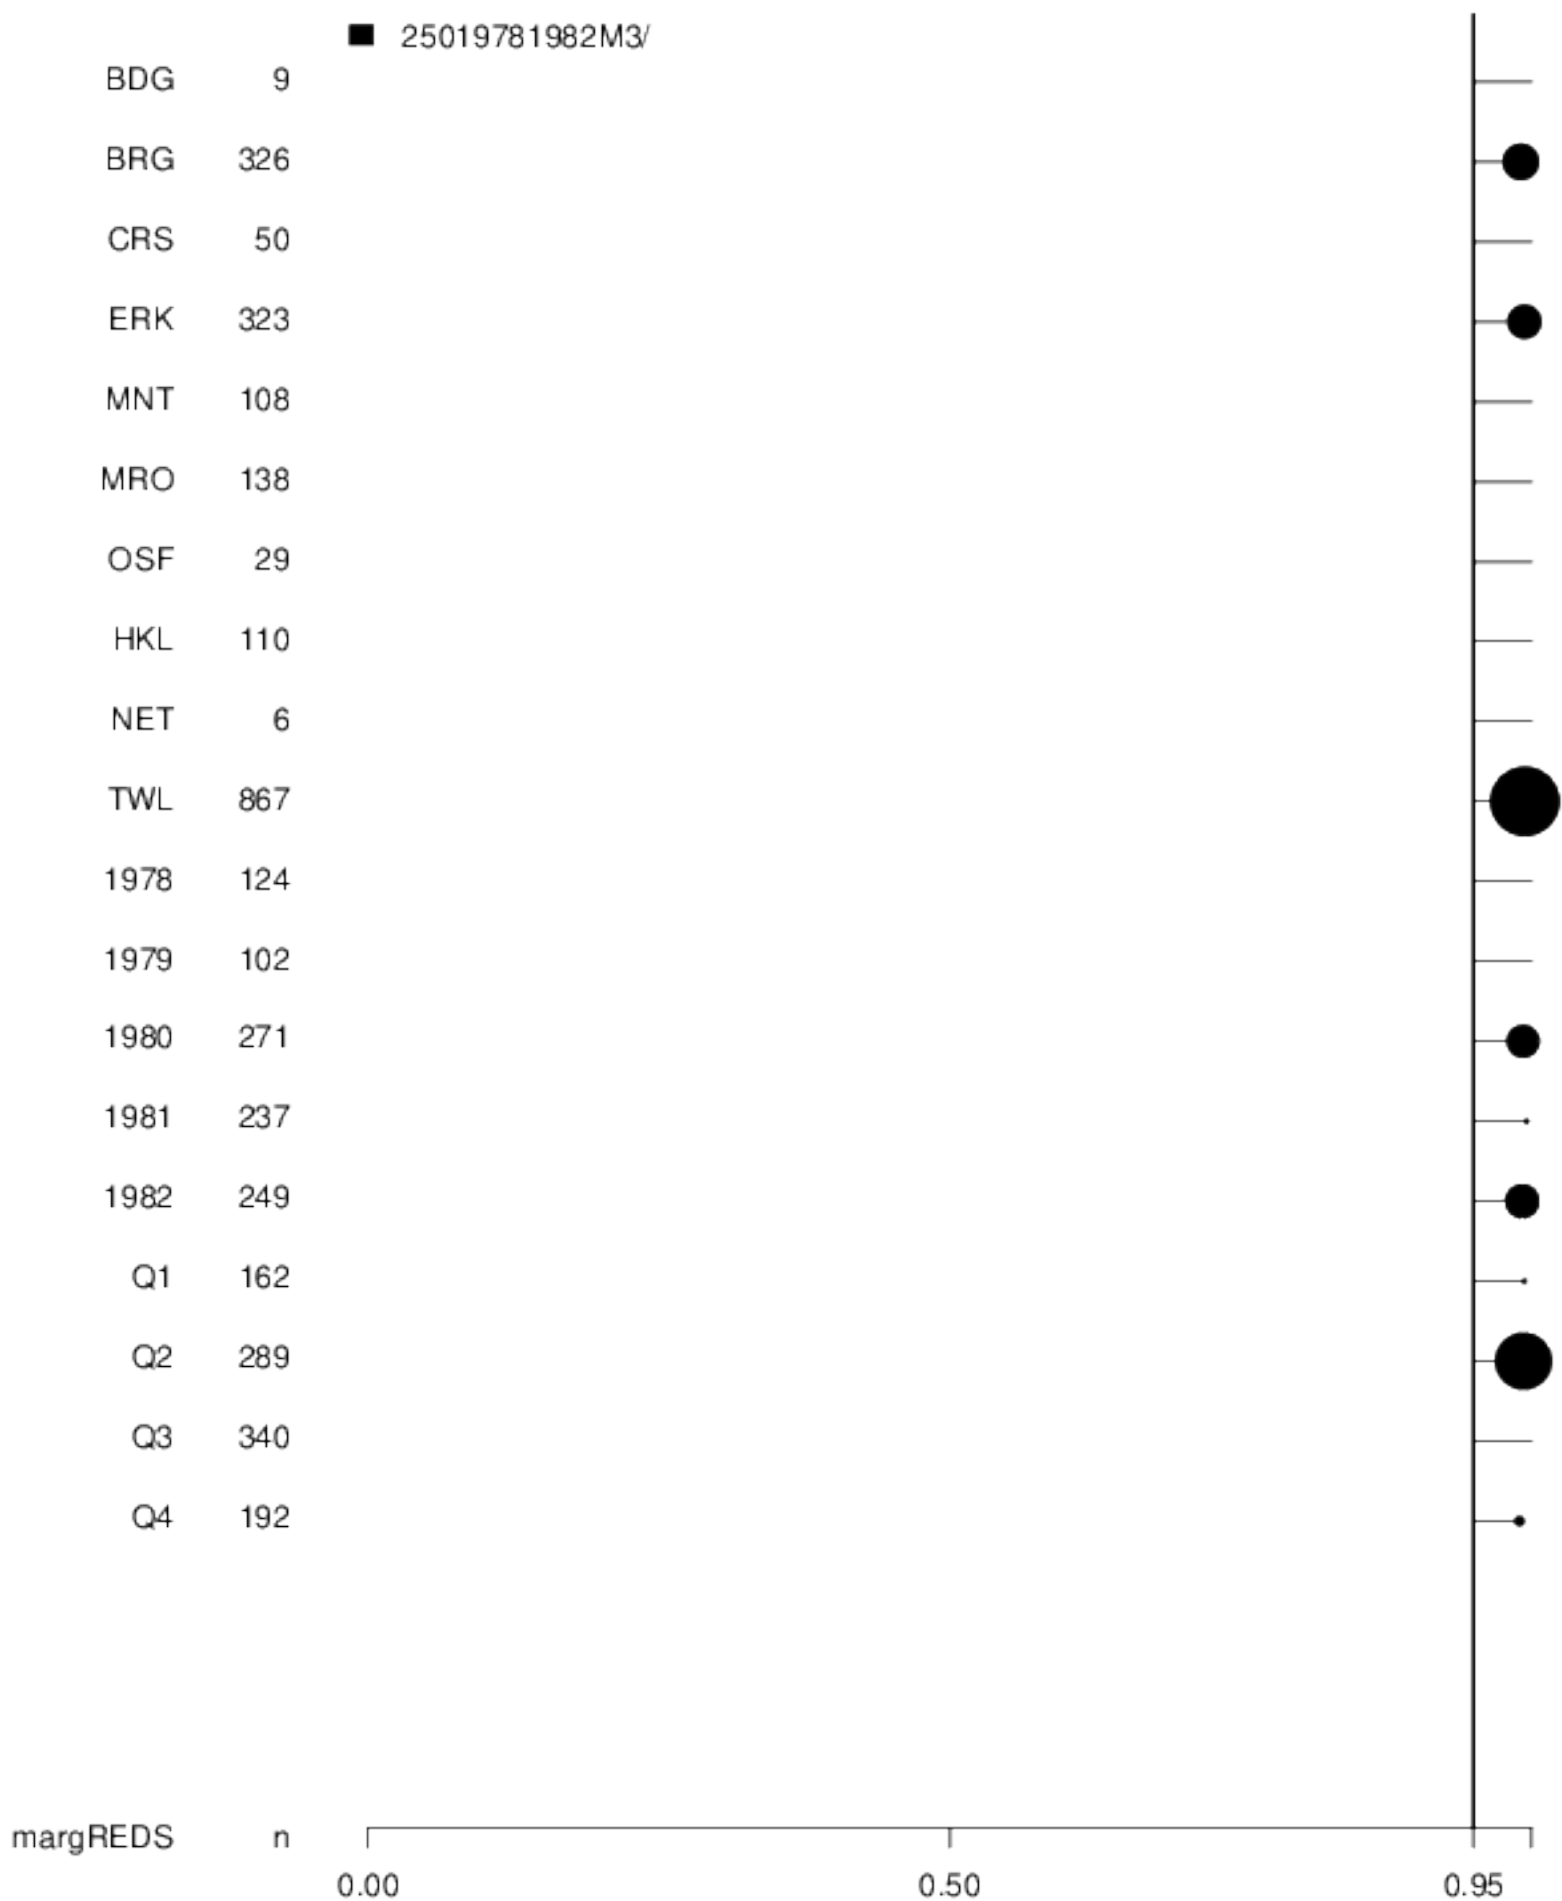 25019781982M3/
BDG 9
BRG 326
CRS 50
ERK 323
MNT 108
MRO 138
OSF 29
HKL 110
NET 6
TWL 867
1978 124
1979 102
1980 271
1981 237
1982 249
Q1 162
Q2 289
Q3 340
Q4 192
margREDS n
0.00 0.50 0.95